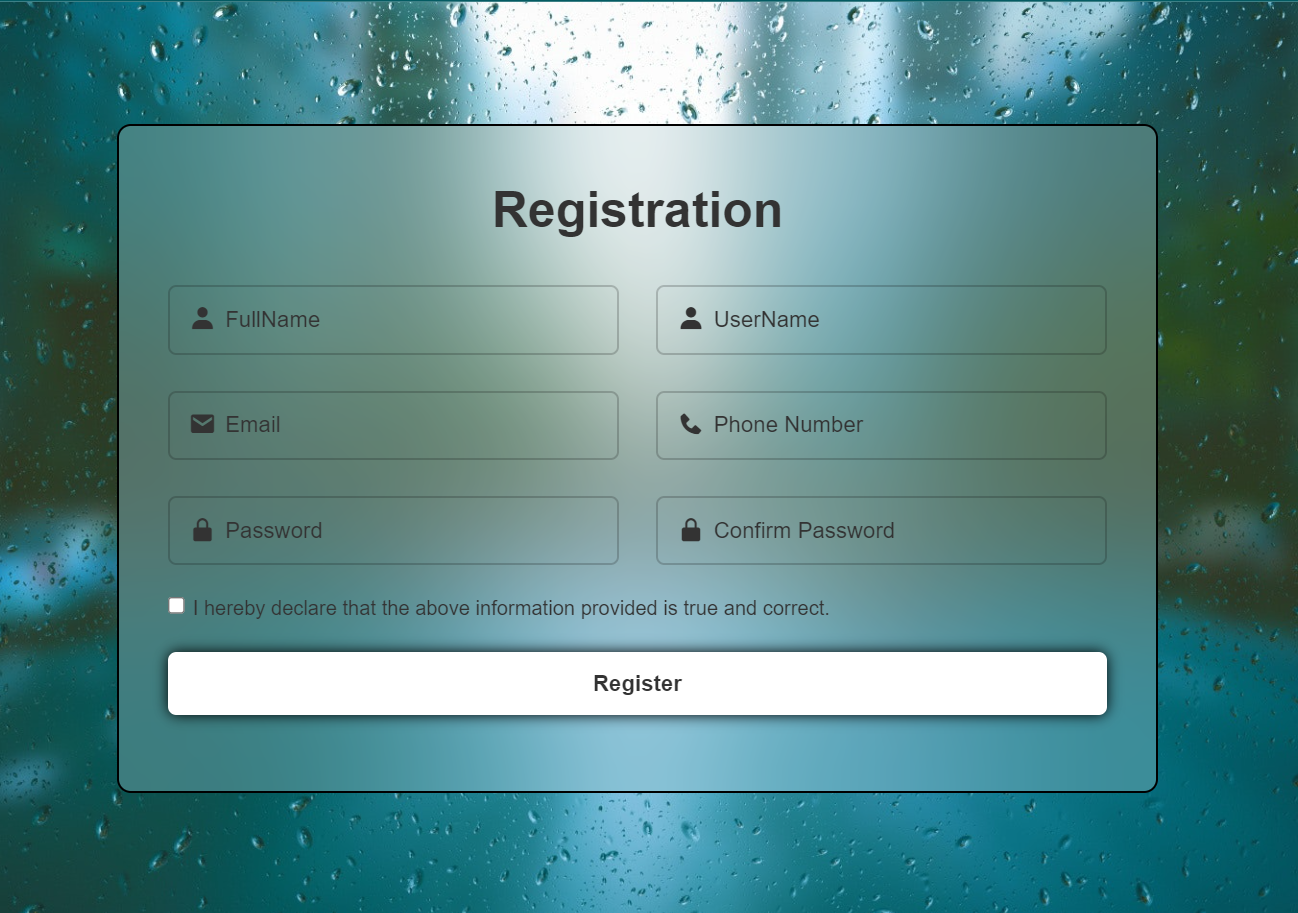 Registration
FullName
UserName
Email
Phone Number
Password
Confirm Password
I hereby declare that the above information provided is true and correct.
Register